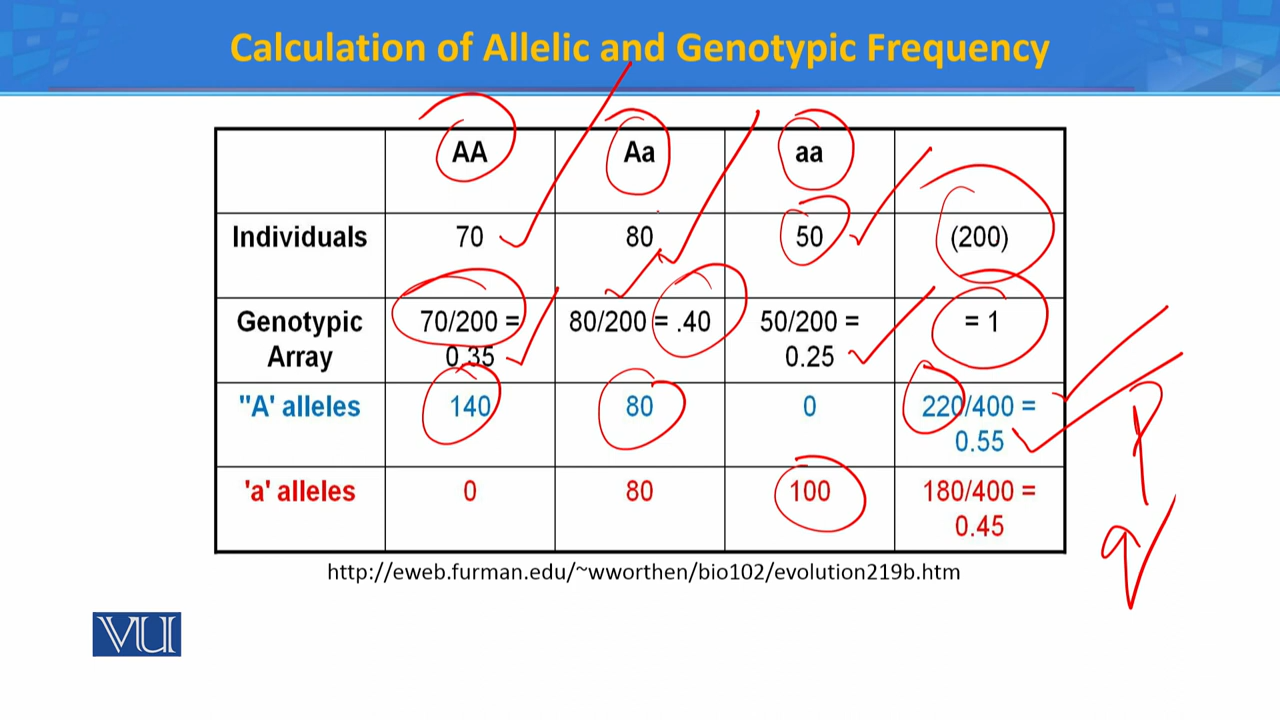 Calculation of Allelic and Genotypic Frequency
AA Aa aa
Individuals 70 80 50 (200)
Genotypic Array 70/200 = 0.35 80/200 = .40 50/200 = 0.25 = 1
"A' alleles 140 80 0 220/400 = 0.55
'a' alleles 0 80 100 180/400 = 0.45
p
q
http://eweb.furman.edu/~wworthen/bio102/evolution219b.htm
VU